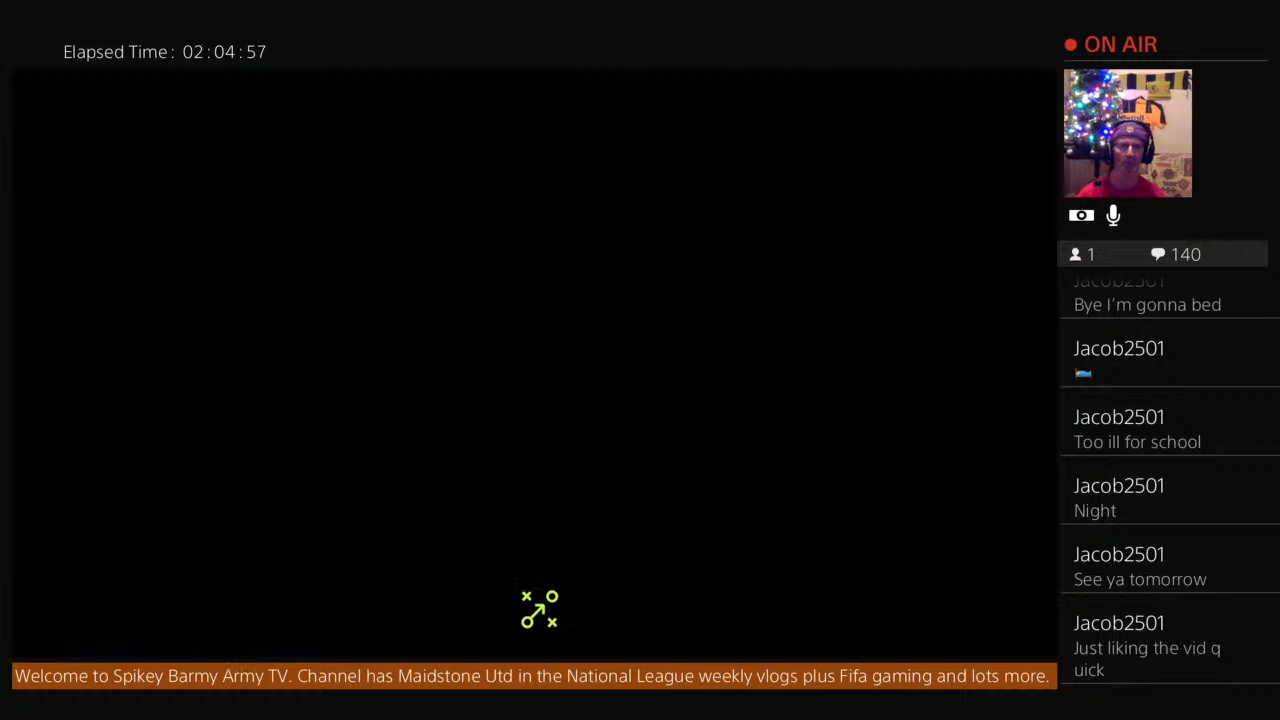 Elapsed Time: 02:04:57
ON AIR
1
140
Jacob2501
Bye I'm gonna bed
Jacob2501
Jacob2501
Too ill for school
Jacob2501
Night
Jacob2501
See ya tomorrow
Jacob2501
Just liking the vid q
uick
Welcome to Spikey Barmy Army TV. Channel has Maidstone Utd in the National League weekly vlogs plus Fifa gaming and lots more.